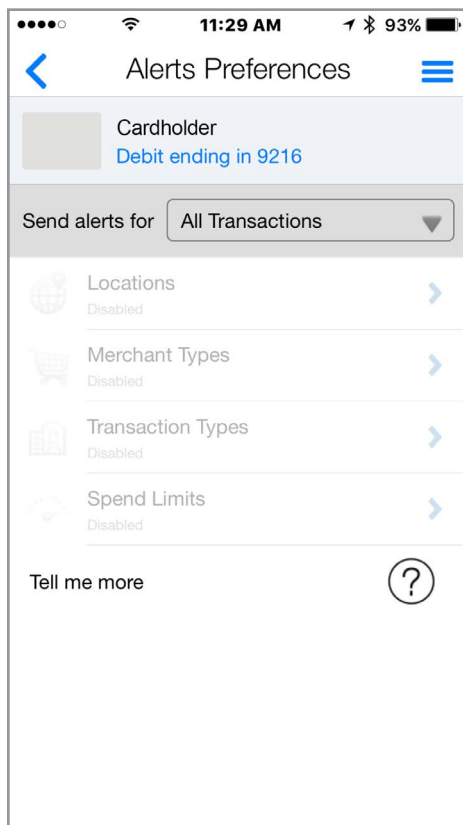 11:29 AM 93%
Alerts Preferences
Cardholder
Debit ending in 9216
Send alerts for All Transactions
Locations
Disabled
Merchant Types
Disabled
Transaction Types
Disabled
Spend Limits
Disabled
Tell me more ?